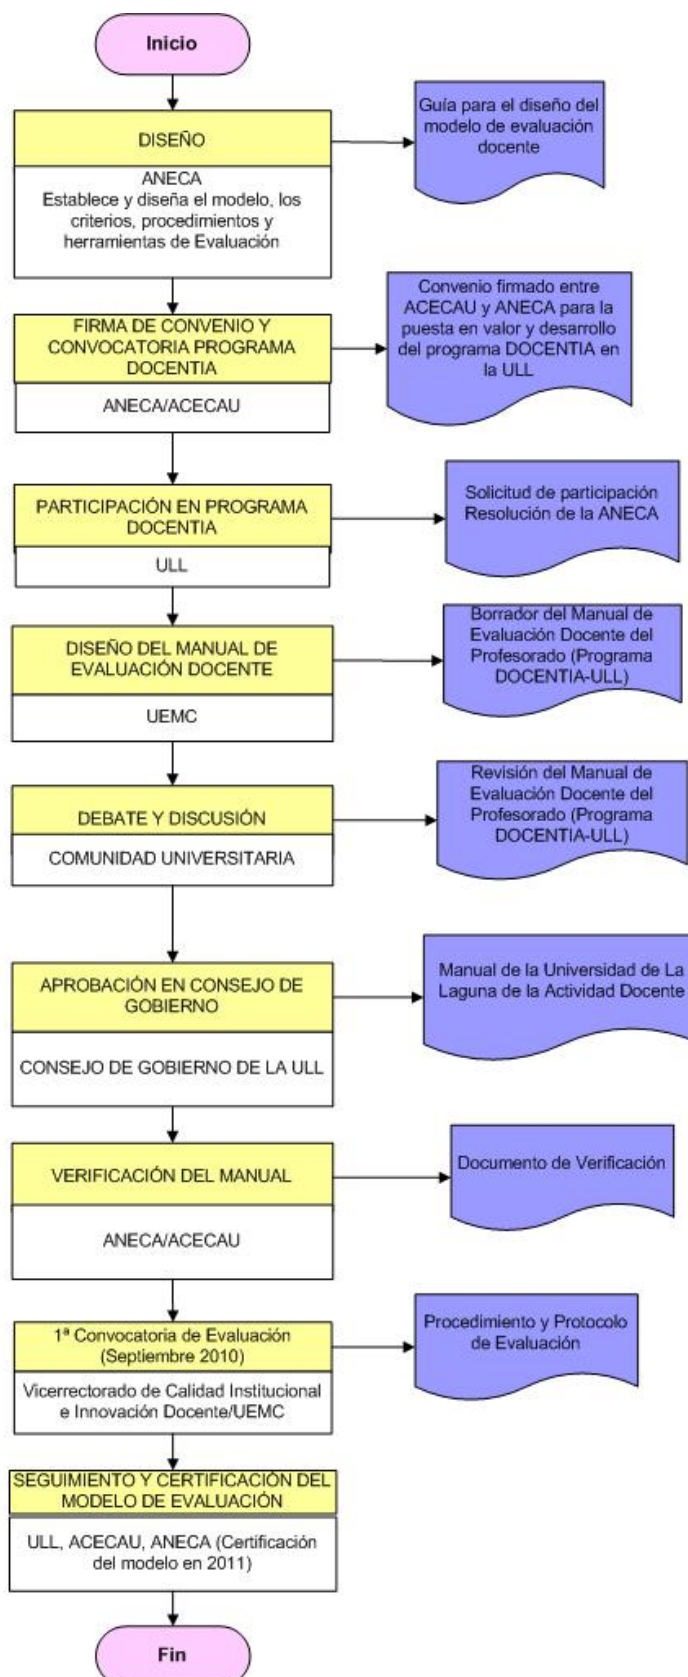 Inicio
DISEÑO
ANECA
Establece y diseña el modelo, los
criterios, procedimientos y
herramientas de Evaluación
Guía para el diseño del
modelo de evaluación
docente
FIRMA DE CONVENIO Y
CONVOCATORIA PROGRAMA
DOCENTIA
ANECA/ACECAU
Convenio firmado entre
ACECAU y ANECA para la
puesta en valor y desarrollo
del programa DOCENTIA en
la ULL
PARTICIPACIÓN EN PROGRAMA
DOCENTIA
ULL
Solicitud de participación
Resolución de la ANECA
DISEÑO DEL MANUAL DE
EVALUACIÓN DOCENTE
UEMC
Borrador del Manual de
Evaluación Docente del
Profesorado (Programa
DOCENTIA-ULL)
DEBATE Y DISCUSIÓN
COMUNIDAD UNIVERSITARIA
Revisión del Manual de
Evaluación Docente del
Profesorado (Programa
DOCENTIA-ULL)
APROBACIÓN EN CONSEJO DE
GOBIERNO
CONSEJO DE GOBIERNO DE LA ULL
Manual de la Universidad de La
Laguna de la Actividad Docente
VERIFICACIÓN DEL MANUAL
ANECA/ACECAU
Documento de Verificación
1ª Convocatoria de Evaluación
(Septiembre 2010)
Vicerrectorado de Calidad Institucional
e Innovación Docente/UEMC
Procedimiento y Protocolo
de Evaluación
SEGUIMIENTO Y CERTIFICACIÓN DEL
MODELO DE EVALUACIÓN
ULL, ACECAU, ANECA (Certificación
del modelo en 2011)
Fin